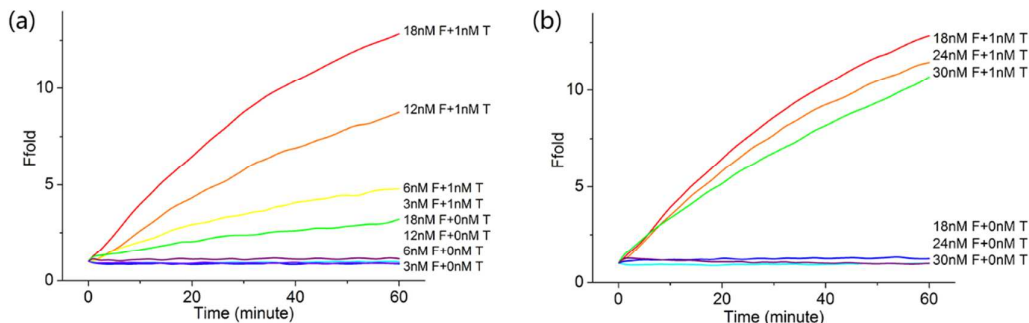 (a)
18nM F+1nM T
10
12nM F+1nM T
Ffold
5
6nM F+1nM T
3nM F+1nM T
18nM F+0nM T
12nM F+0nM T
6nM F+0nM T
3nM F+0nM T
0
0 20 40 60
Time (minute)
(b)
18nM F+1nM T
24nM F+1nM T
30nM F+1nM T
10
Ffold
5
18nM F+0nM T
24nM F+0nM T
30nM F+0nM T
0
0 20 40 60
Time (minute)